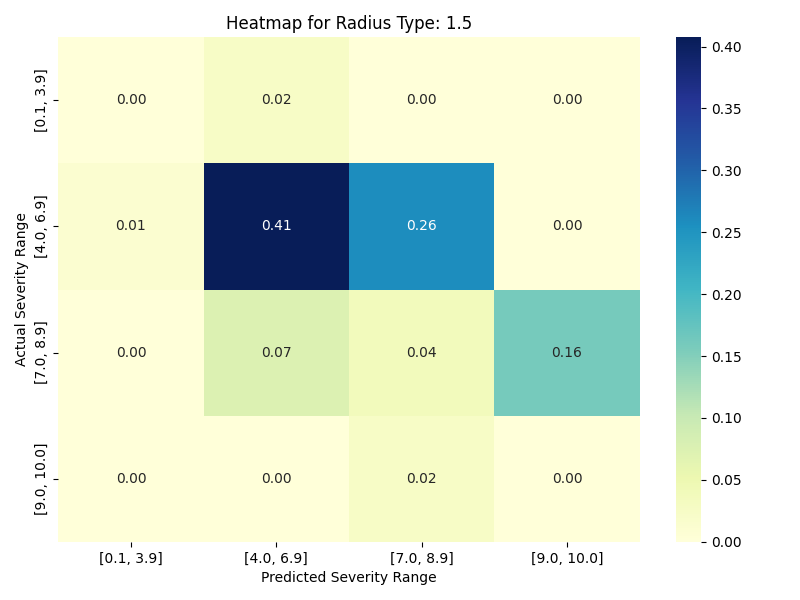 Heatmap for Radius Type: 1.5
Actual Severity Range
[0.1, 3.9]
0.00 0.02 0.00 0.00
[4.0, 6.9]
0.01 0.41 0.26 0.00
[7.0, 8.9]
0.00 0.07 0.04 0.16
[9.0, 10.0]
0.00 0.00 0.02 0.00
[0.1, 3.9] [4.0, 6.9] [7.0, 8.9] [9.0, 10.0]
Predicted Severity Range
0.40
0.35
0.30
0.25
0.20
0.15
0.10
0.05
0.00